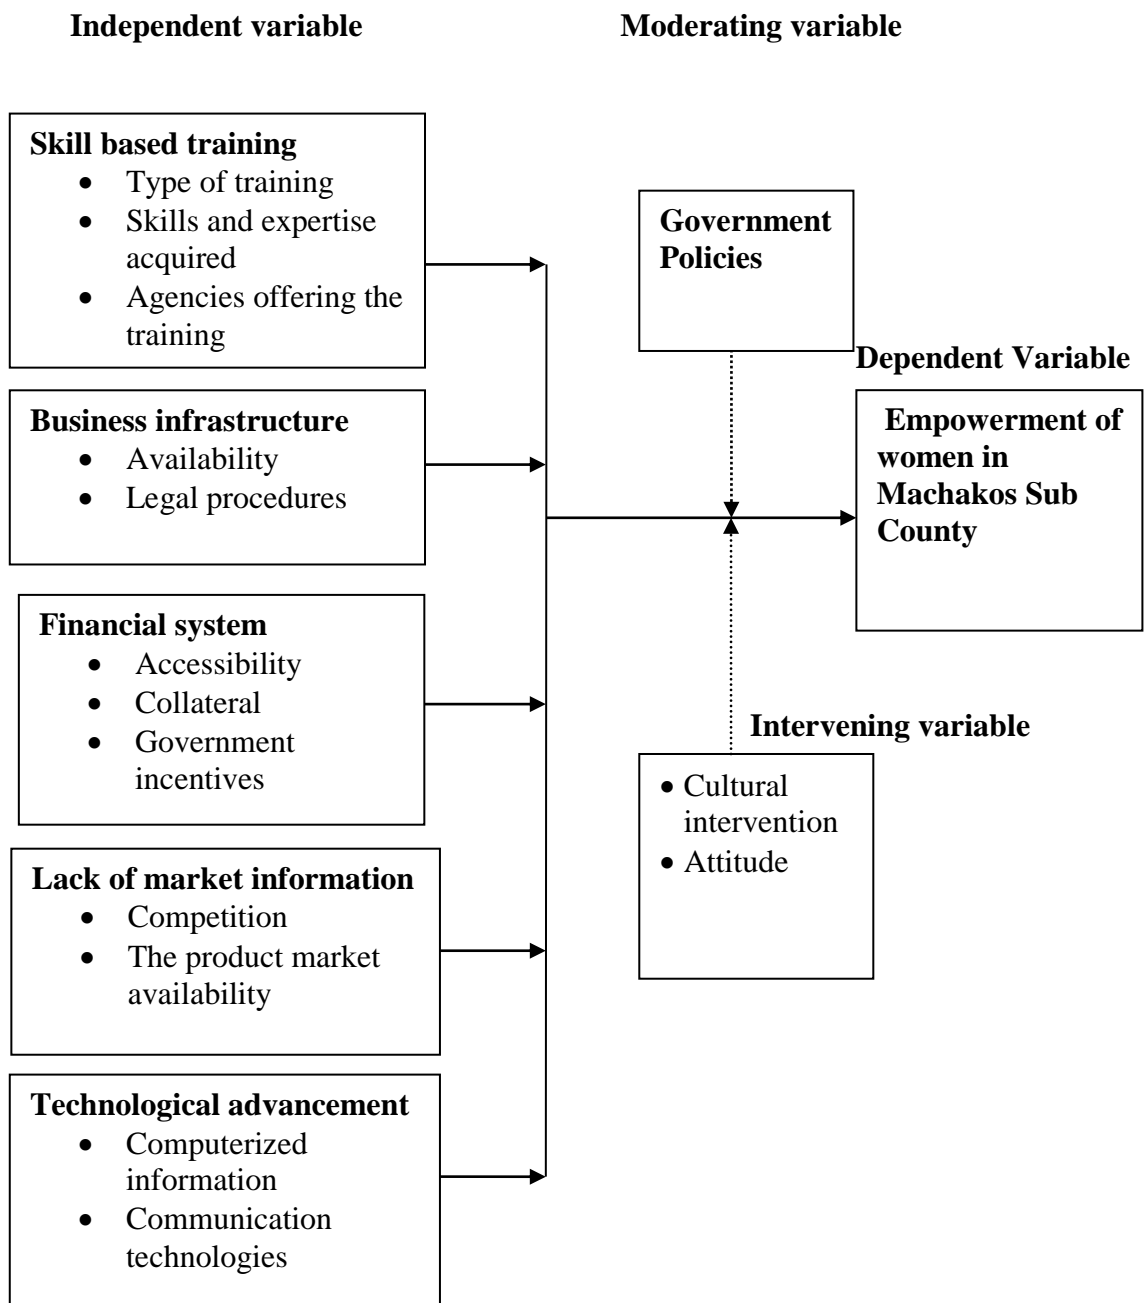 Independent variable
Moderating variable
Skill based training
• Type of training
• Skills and expertise
acquired
• Agencies offering the
training
Business infrastructure
• Availability
• Legal procedures
Financial system
• Accessibility
• Collateral
• Government
incentives
Lack of market information
• Competition
• The product market
availability
Technological advancement
• Computerized
information
• Communication
technologies
Government
Policies
Dependent Variable
Empowerment of
women in
Machakos Sub
County
Intervening variable
• Cultural
intervention
• Attitude